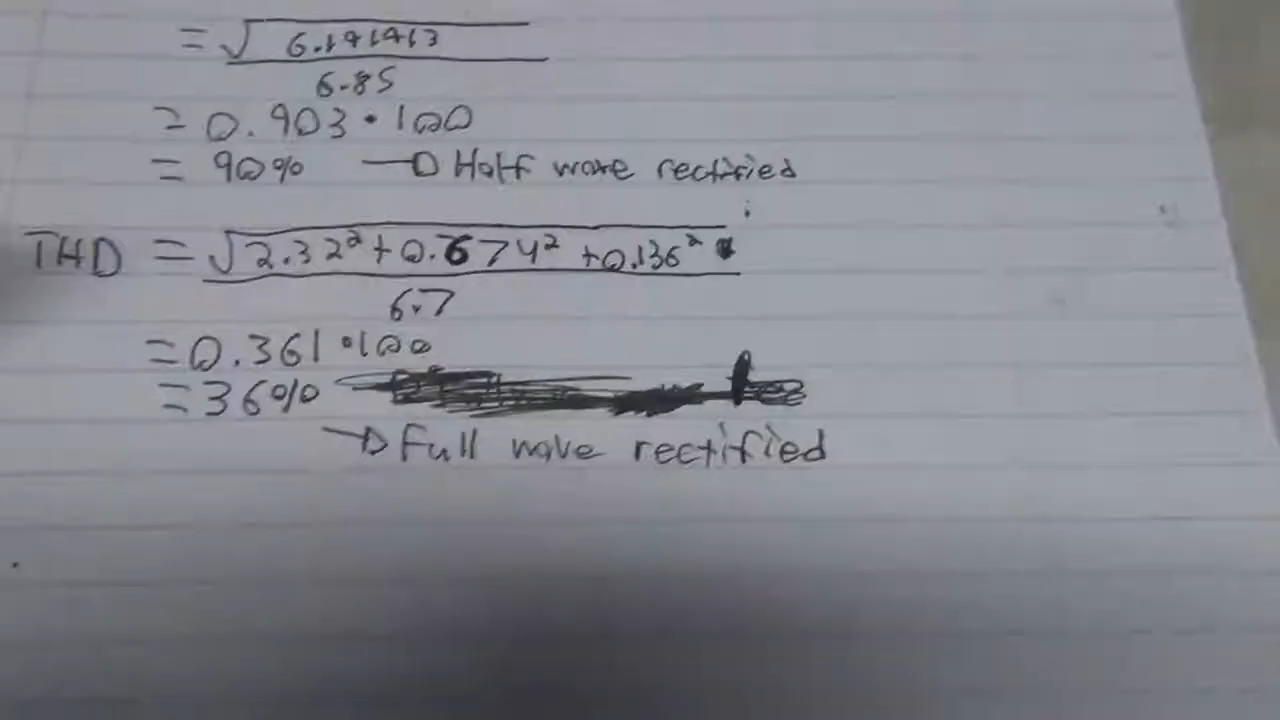 = √6.191913
6.85
= 0.903 · 100
= 90% → Half wave rectified
THD = √2.32² + 0.674² + 0.136²
6.7
= 0.361 · 100
= 36%
→ Full wave rectified